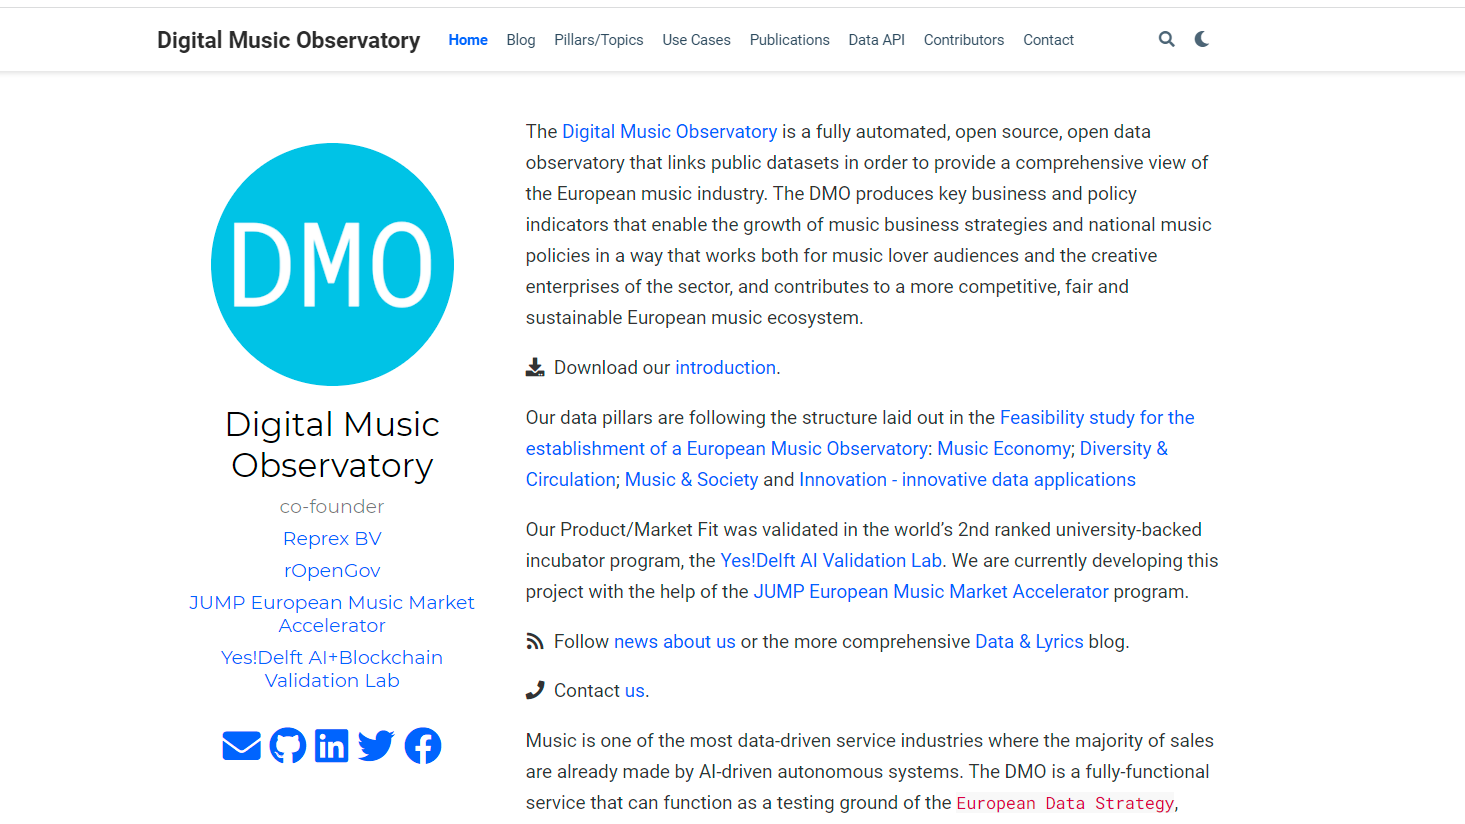 Digital Music Observatory Home Blog Pillars/Topics Use Cases Publications Data API Contributors Contact
DMO
Digital Music
Observatory
co-founder
Reprex BV
rOpenGov
JUMP European Music Market
Accelerator
Yes!Delft AI+Blockchain
Validation Lab
The Digital Music Observatory is a fully automated, open source, open data
observatory that links public datasets in order to provide a comprehensive view of
the European music industry. The DMO produces key business and policy
indicators that enable the growth of music business strategies and national music
policies in a way that works both for music lover audiences and the creative
enterprises of the sector, and contributes to a more competitive, fair and
sustainable European music ecosystem.
Download our introduction.
Our data pillars are following the structure laid out in the Feasibility study for the
establishment of a European Music Observatory: Music Economy; Diversity &
Circulation; Music & Society and Innovation - innovative data applications
Our Product/Market Fit was validated in the world’s 2nd ranked university-backed
incubator program, the Yes!Delft AI Validation Lab. We are currently developing this
project with the help of the JUMP European Music Market Accelerator program.
Follow news about us or the more comprehensive Data & Lyrics blog.
Contact us.
Music is one of the most data-driven service industries where the majority of sales
are already made by AI-driven autonomous systems. The DMO is a fully-functional
service that can function as a testing ground of the European Data Strategy,